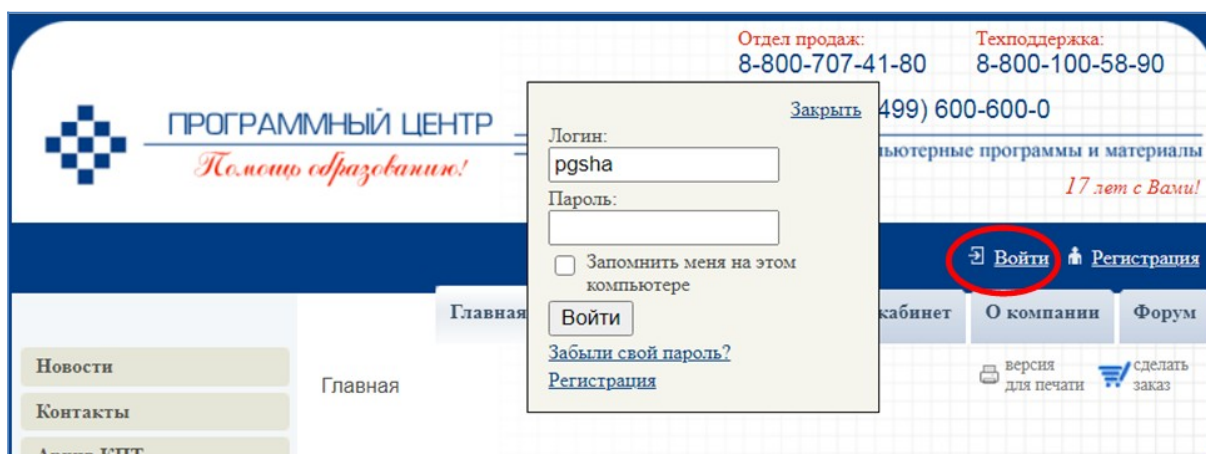 Отдел продаж:
8-800-707-41-80
Техподдержка:
8-800-100-58-90
499) 600-600-0
ПРОГРАММНЫЙ ЦЕНТР
Помощь образованию!
программы и материалы
17 лет с Вами!
Закрыть
Логин:
pgsha
Пароль:
Запомнить меня на этом
компьютере
Войти
Забыли свой пароль?
Регистрация
Войти
Регистрация
Главная
кабинет
О компании
Форум
Новости
Контакты
Главная
версия
для печати
сделать
заказ